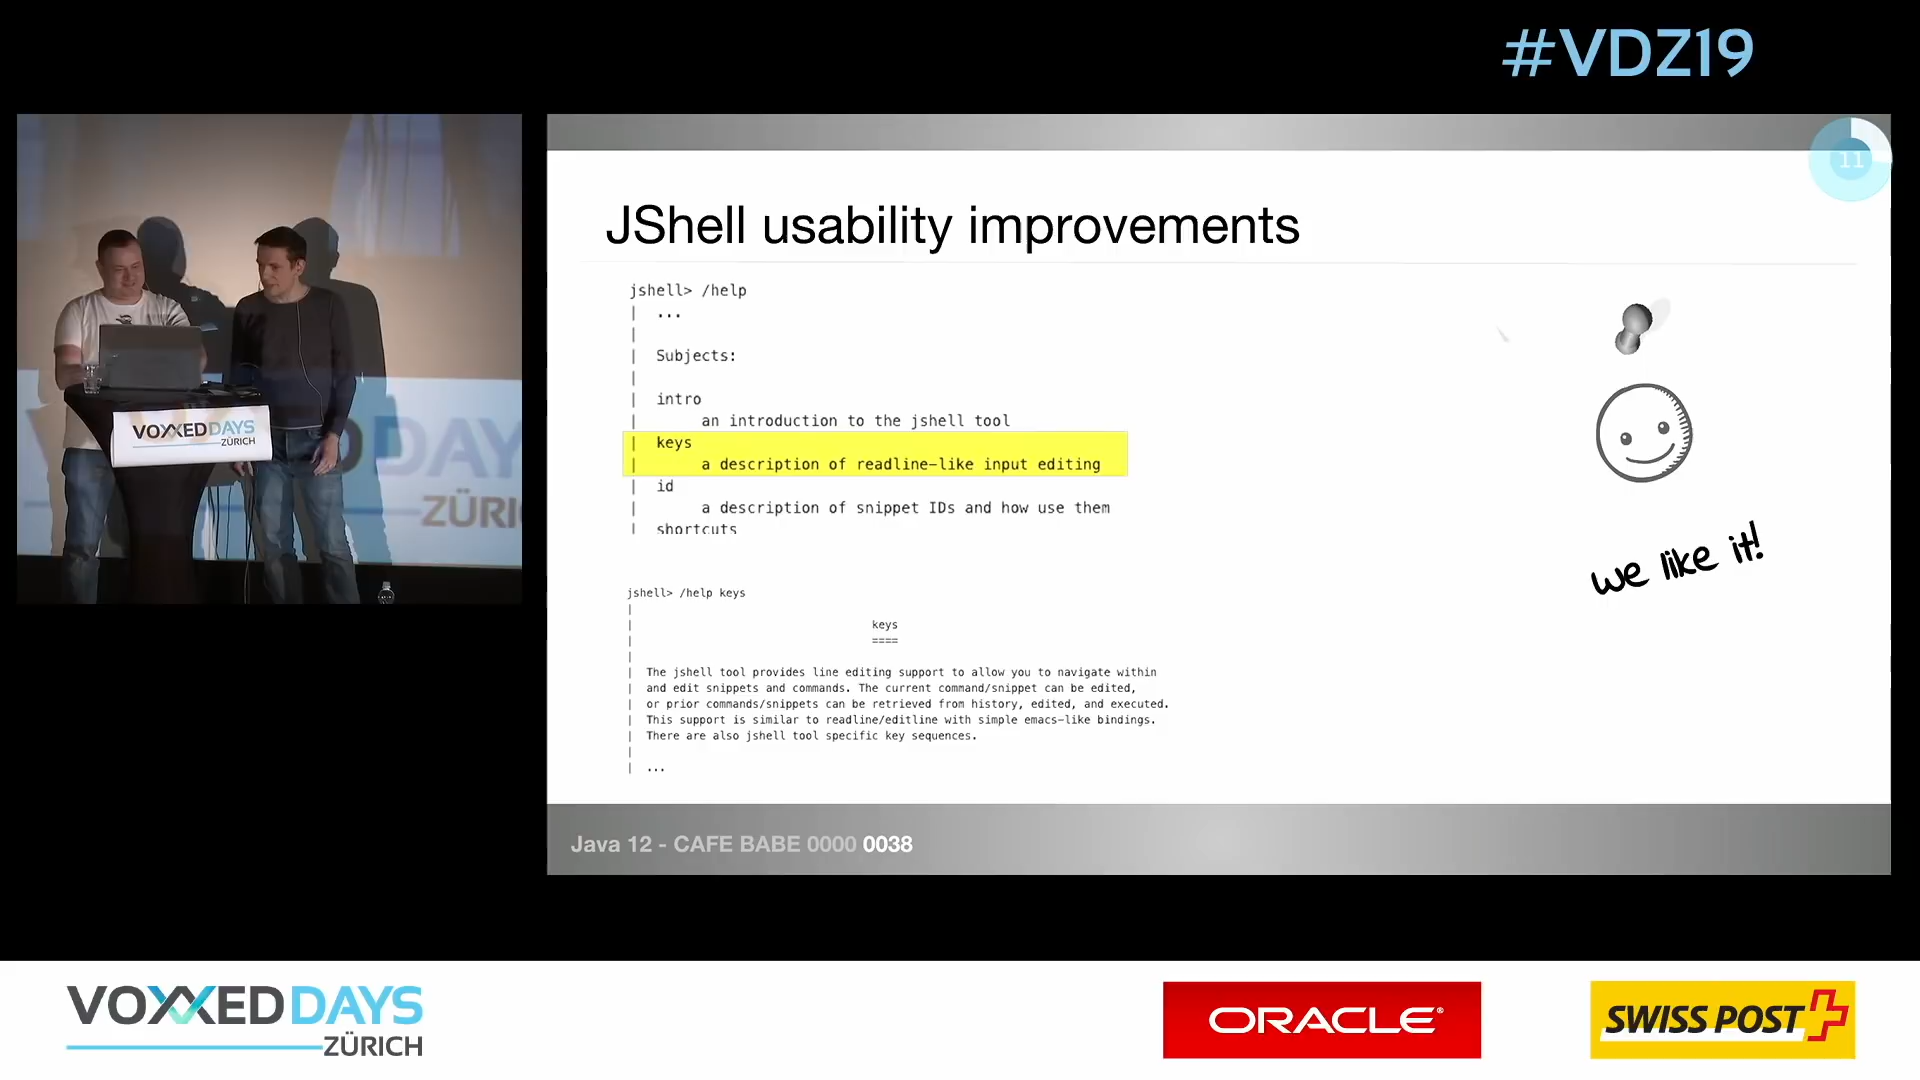 #VDZ19
11
JShell usability improvements
jshell> /help
| ...
|
| Subjects:
|
| intro
| an introduction to the jshell tool
| keys
| a description of readline-like input editing
| id
| a description of snippet IDs and how use them
| shortcuts
jshell> /help keys
|
| keys
| ====
|
| The jshell tool provides line editing support to allow you to navigate within
| and edit snippets and commands. The current command/snippet can be edited,
| or prior commands/snippets can be retrieved from history, edited, and executed.
| This support is similar to readline/editline with simple emacs-like bindings.
| There are also jshell tool specific key sequences.
|
| ...
we like it!
Java 12 - CAFE BABE 0000 0038
VOXXED DAYS
ZÜRICH
DAY
ZÜRI
VOXXED DAYS
ZÜRICH
ORACLE®
SWISS POST